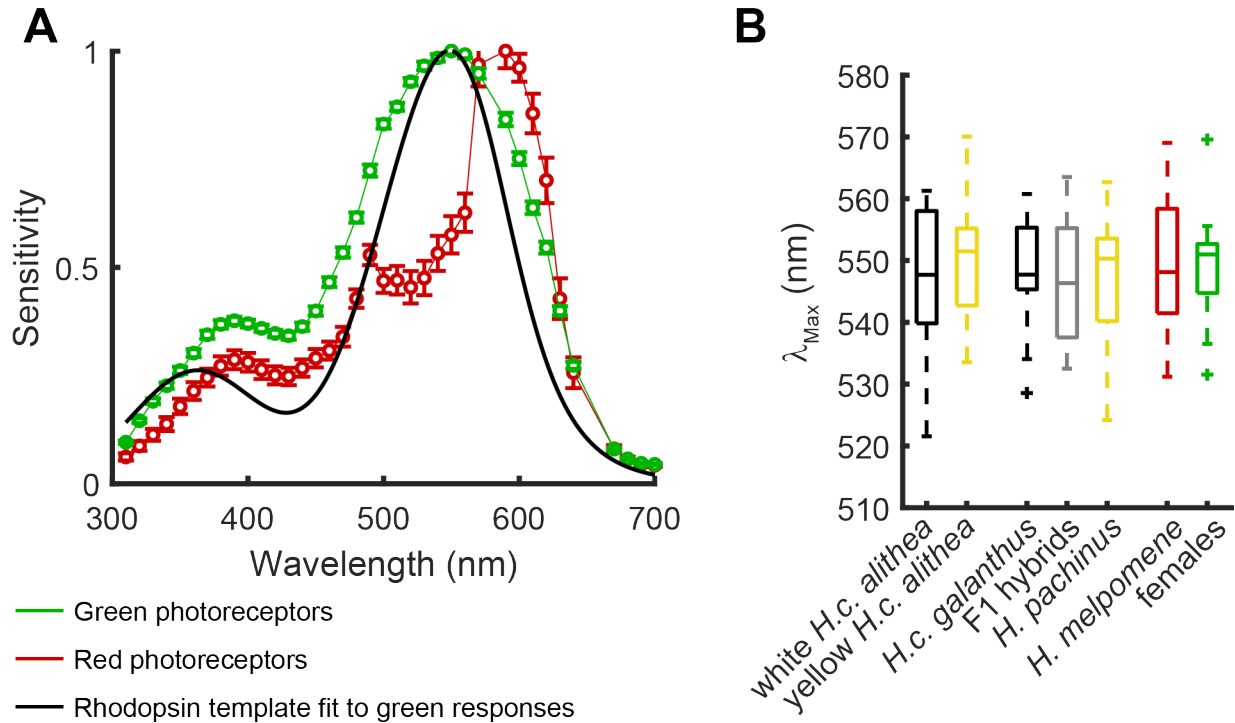 A
1
0.5
0
Sensitivity
300
400
500
600
700
Wavelength (nm)
Green photoreceptors
Red photoreceptors
Rhodopsin template fit to green responses
B
580
570
560
550
540
530
520
510
λMax (nm)
white H.c. alithea
yellow H.c. alithea
H.c. galanthus
F1 hybrids
H. pachinus
H. melpomene
females